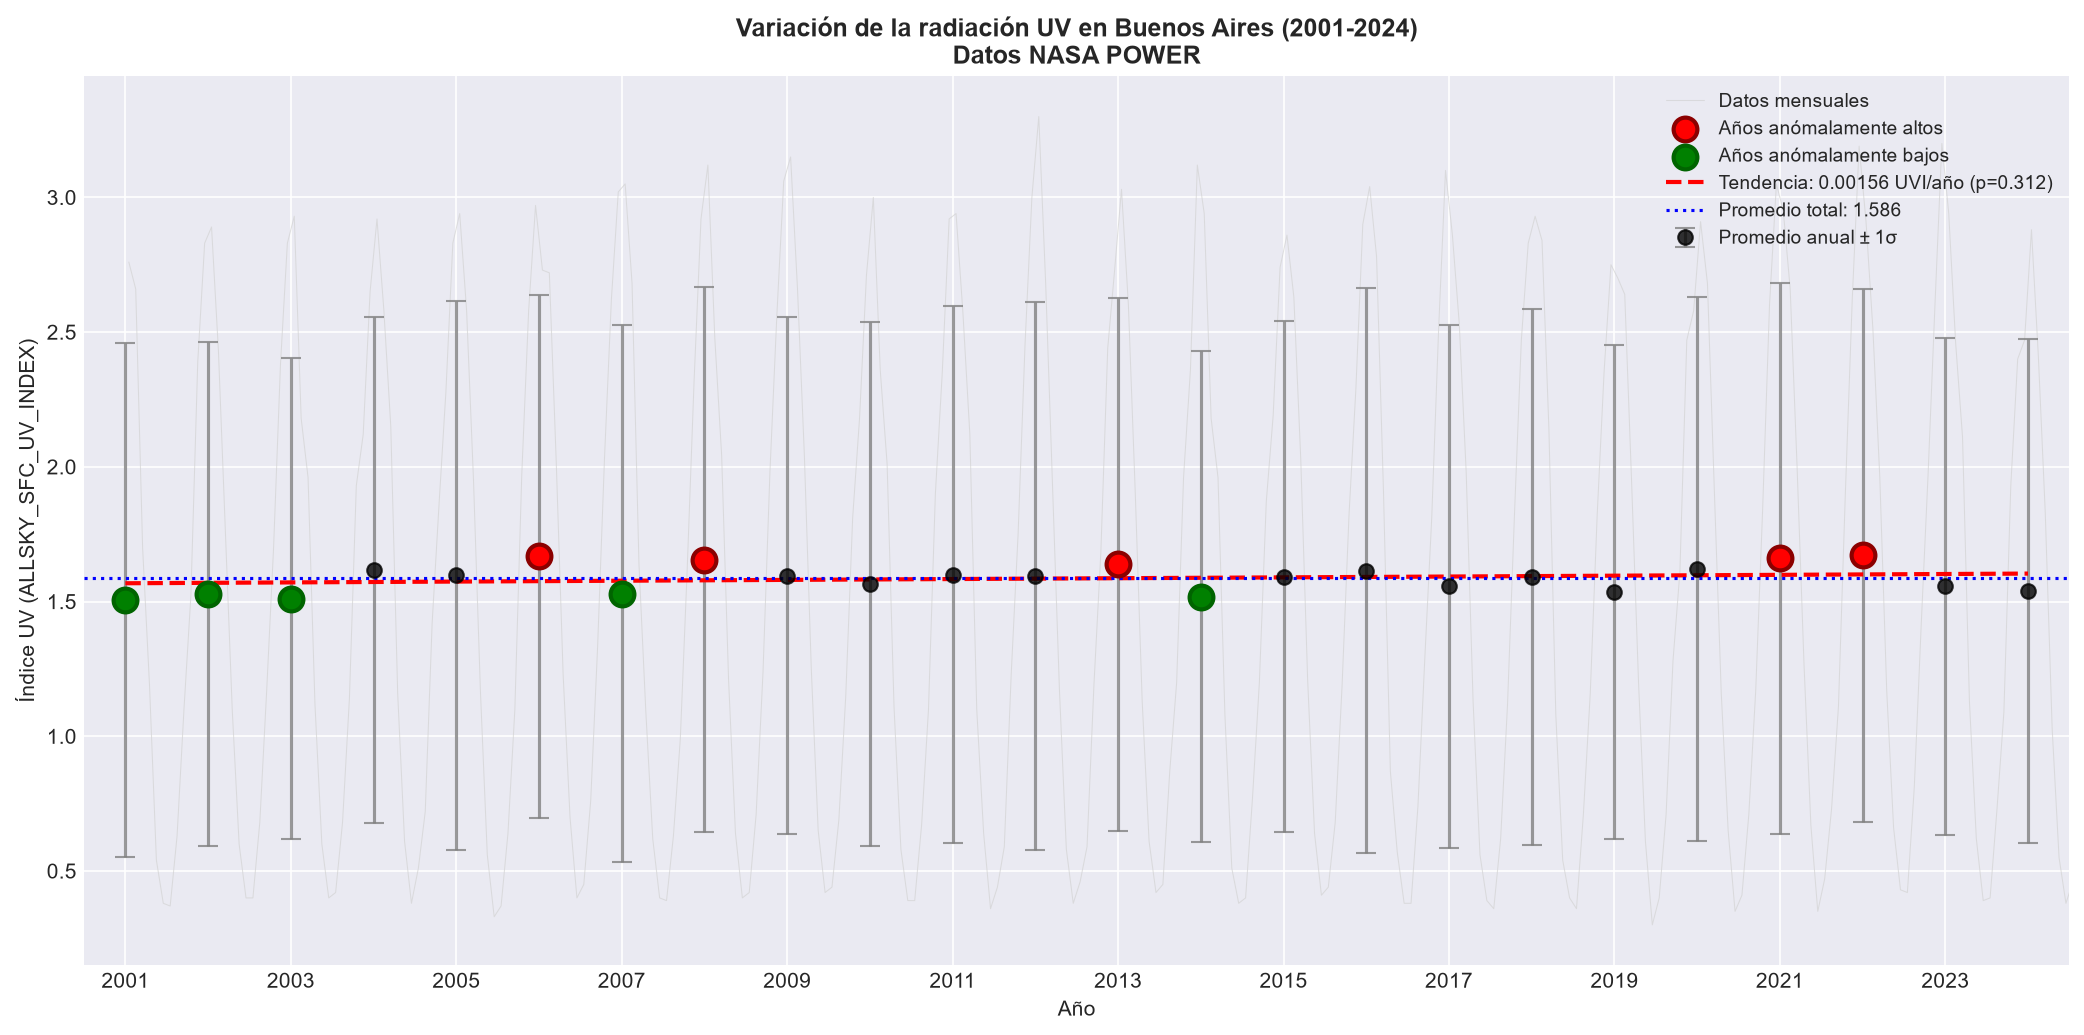 Variación de la radiación UV en Buenos Aires (2001-2024)
Datos NASA POWER
Datos mensuales
Años anómalamente altos
Años anómalamente bajos
Tendencia: 0.00156 UVI/año (p=0.312)
Promedio total: 1.586
Promedio anual ± 1σ
Índice UV (ALLSKY_SFC_UV_INDEX)
3.0
2.5
2.0
1.5
1.0
0.5
2001 2003 2005 2007 2009 2011 2013 2015 2017 2019 2021 2023
Año